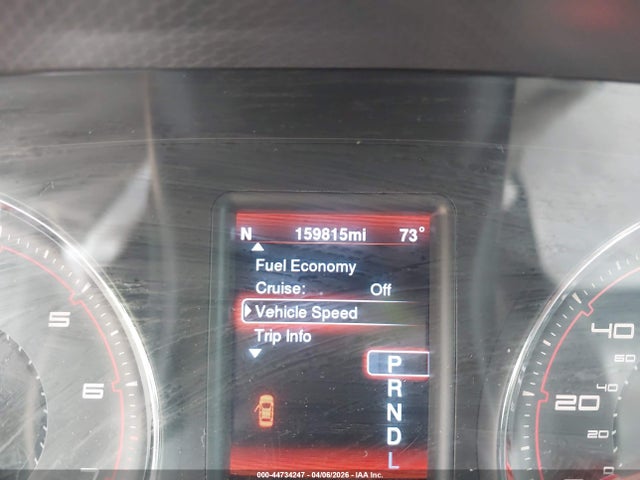 N 159815mi 73°
Fuel Economy
Cruise: Off
Vehicle Speed
Trip Info
P
R
N
D
L
5
6
7
40
60
40
20
20
000-44734247 - 04/06/2026 - IAA Inc.